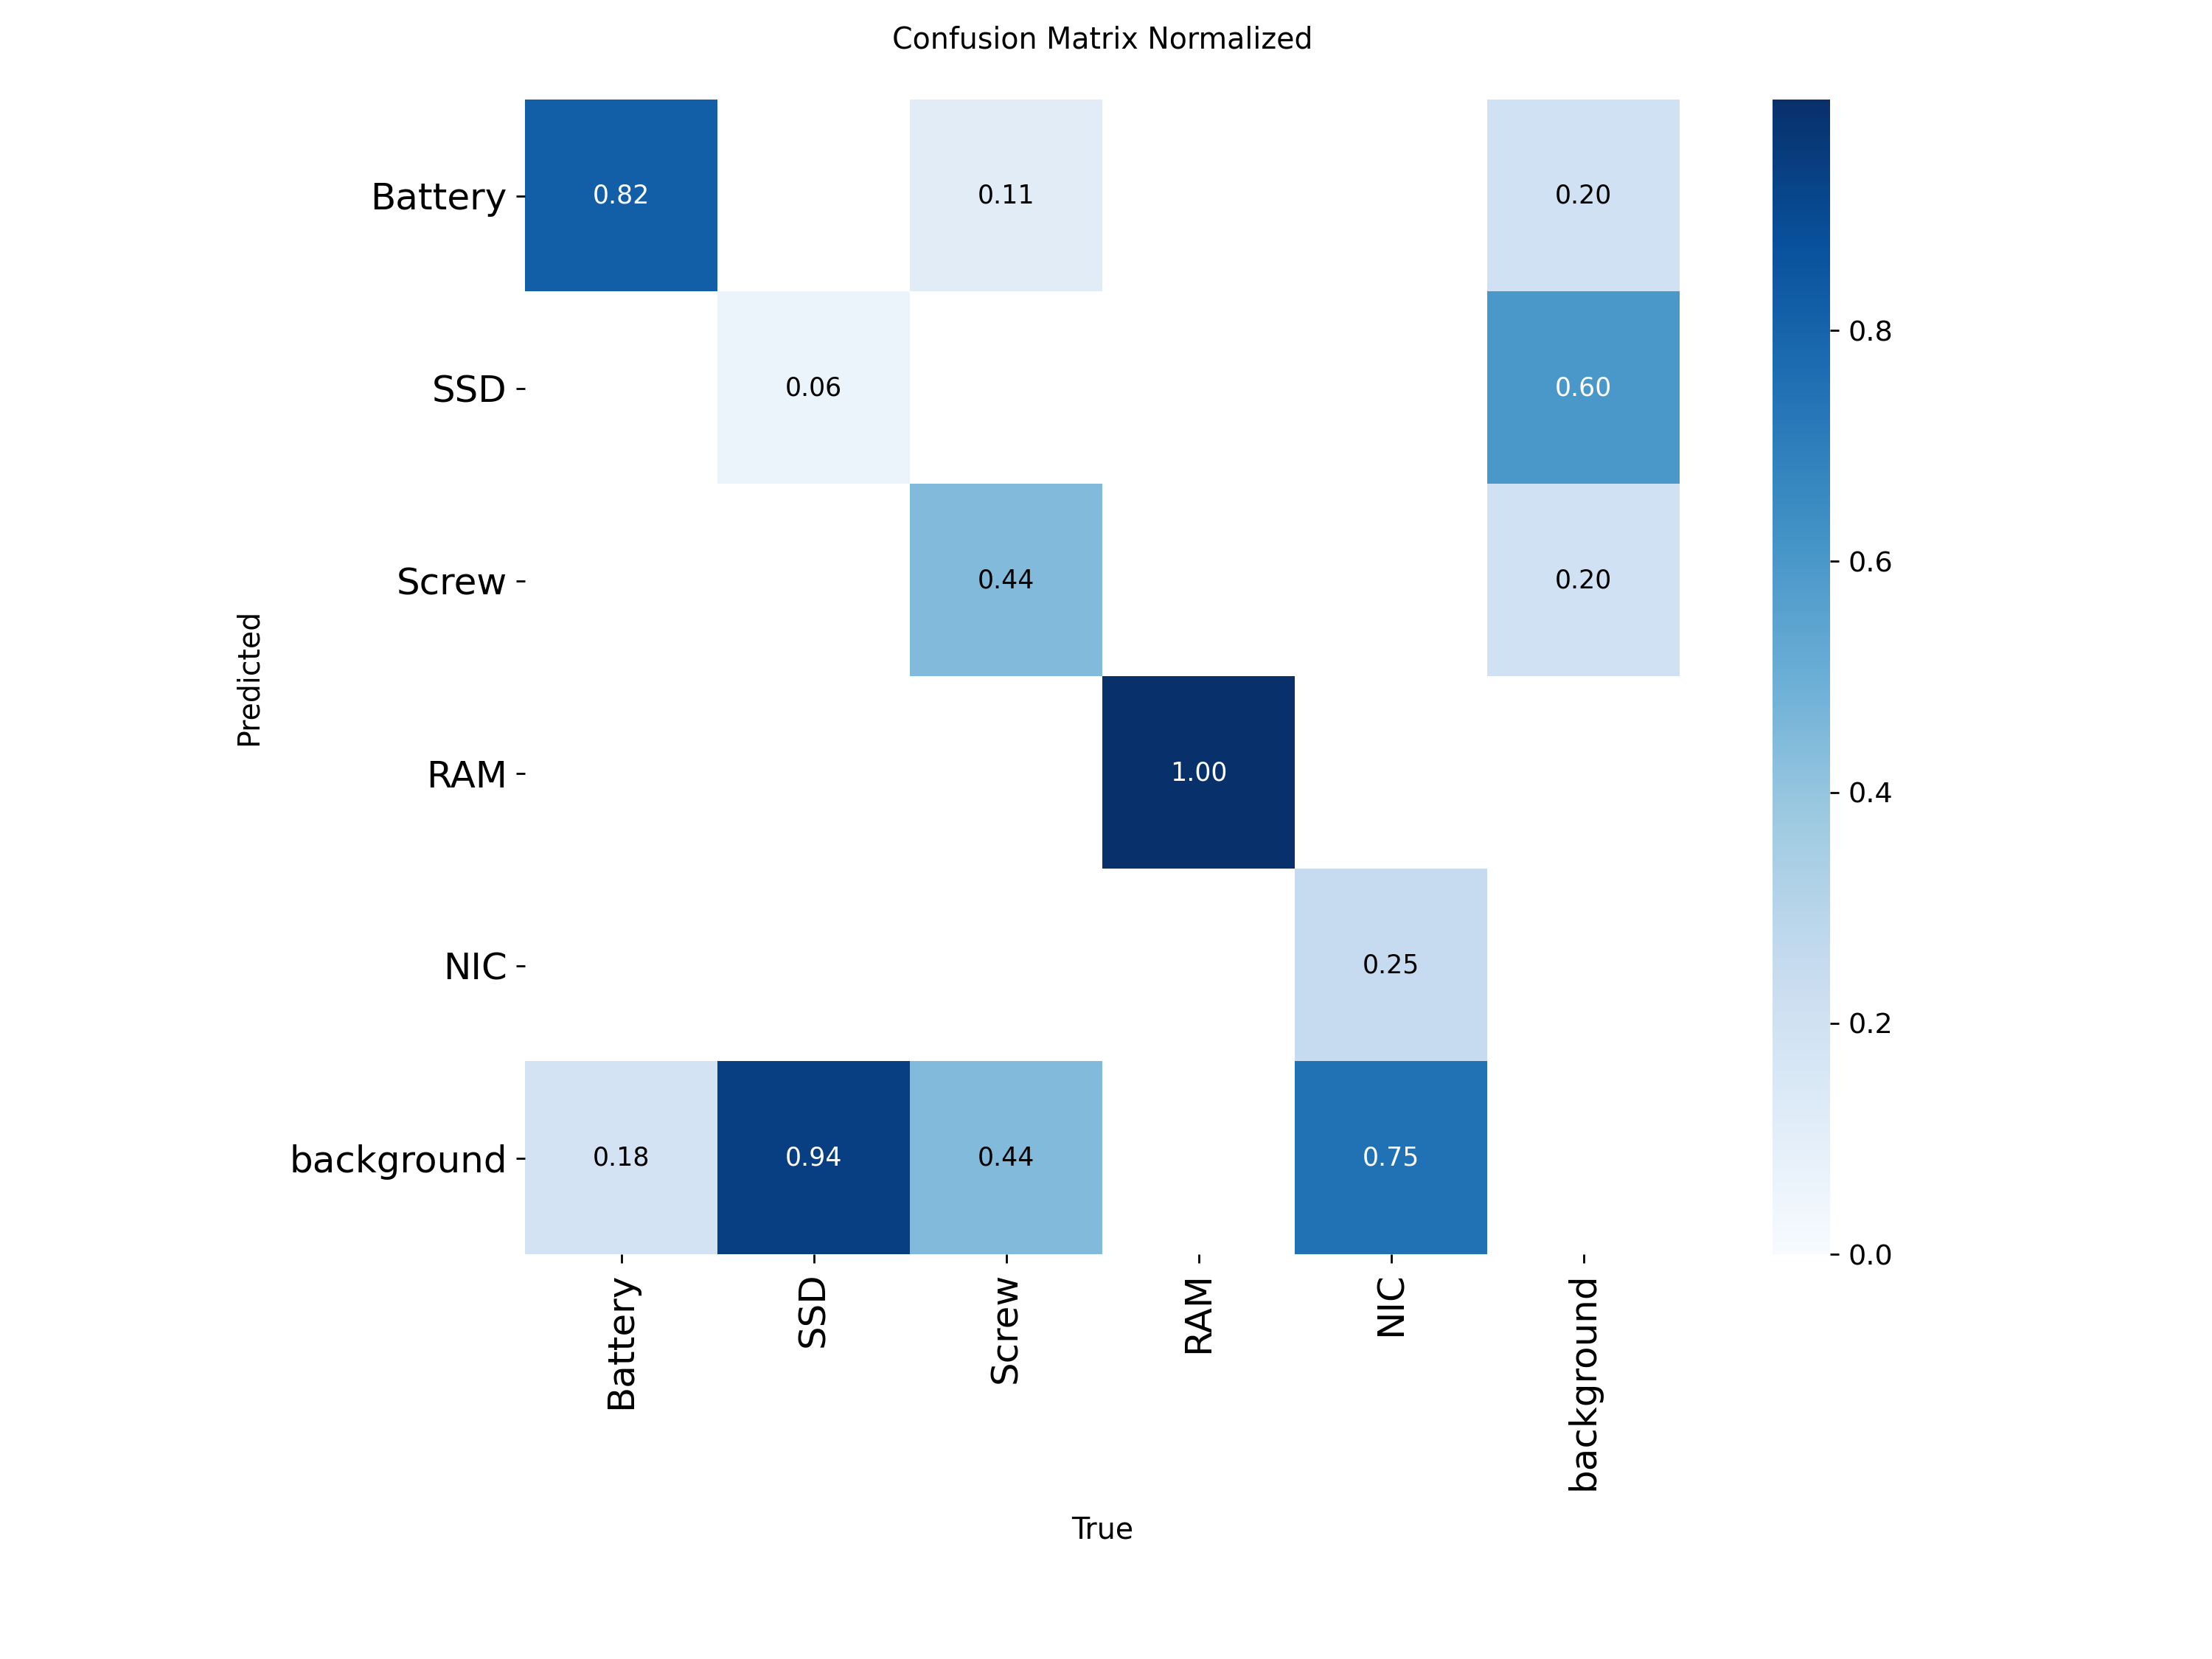 Confusion Matrix Normalized
Battery 0.82 0.11 0.20
SSD 0.06 0.60
Screw 0.44 0.20
RAM 1.00
NIC 0.25
background 0.18 0.94 0.44 0.75
Battery SSD Screw RAM NIC background
True
Predicted
0.8
0.6
0.4
0.2
0.0